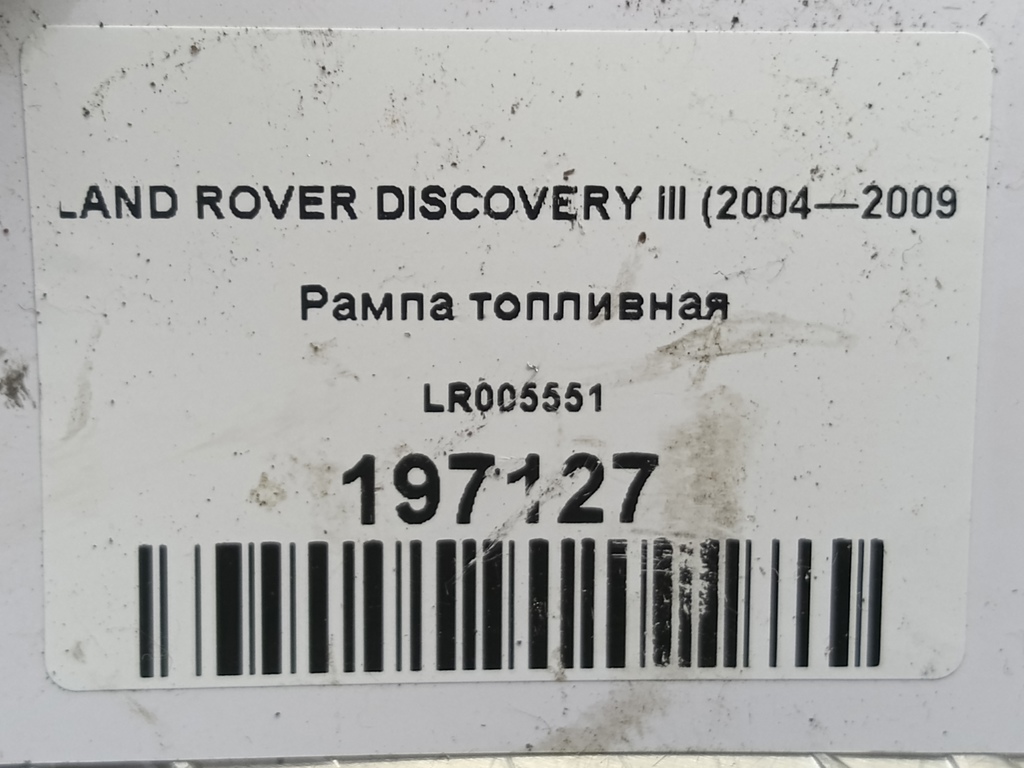 LAND ROVER DISCOVERY III (2004—2009
Рампа топливная
LR005551
197127